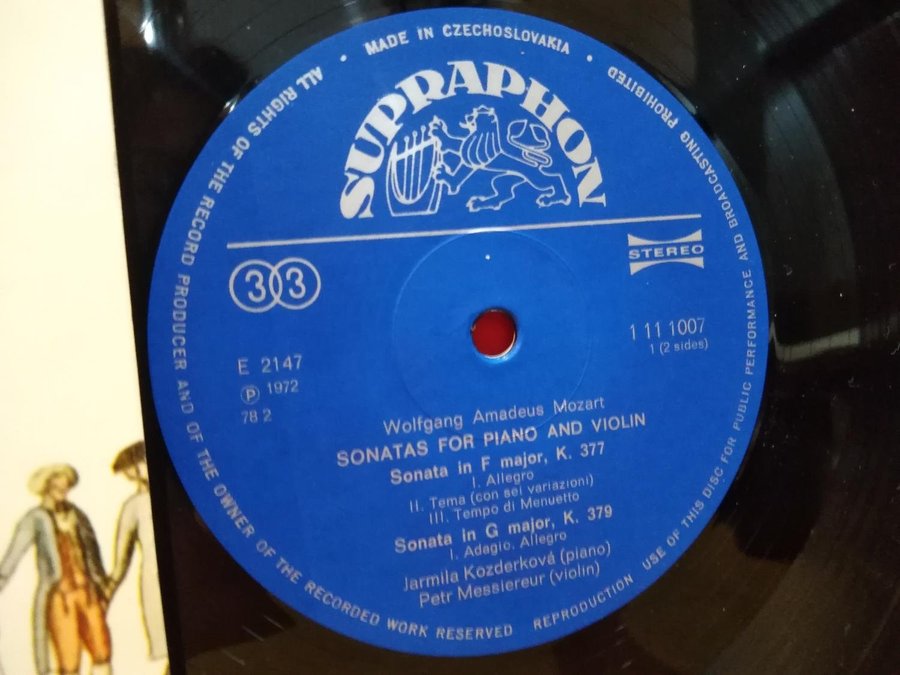 MADE IN CZECHOSLOVAKIA
ALL RIGHTS OF THE RECORD PRODUCER AND OF THE OWNER OF THE RECORDED WORK RESERVED
REPRODUCTION USE OF THIS DISC FOR PUBLIC PERFORMANCE AND BROADCASTING PROHIBITED
SUPRAPHON
33
STEREO
E 2147
1 11 1007
1 (2 sides)
Ⓟ 1972
78 2
Wolfgang Amadeus Mozart
SONATAS FOR PIANO AND VIOLIN
Sonata in F major, K. 377
I. Allegro
II. Tema (con sei variazioni)
III. Tempo di Menuetto
Sonata in G major, K. 379
I. Adagio. Allegro
Jarmila Kozderková (piano)
Petr Messiereur (violin)